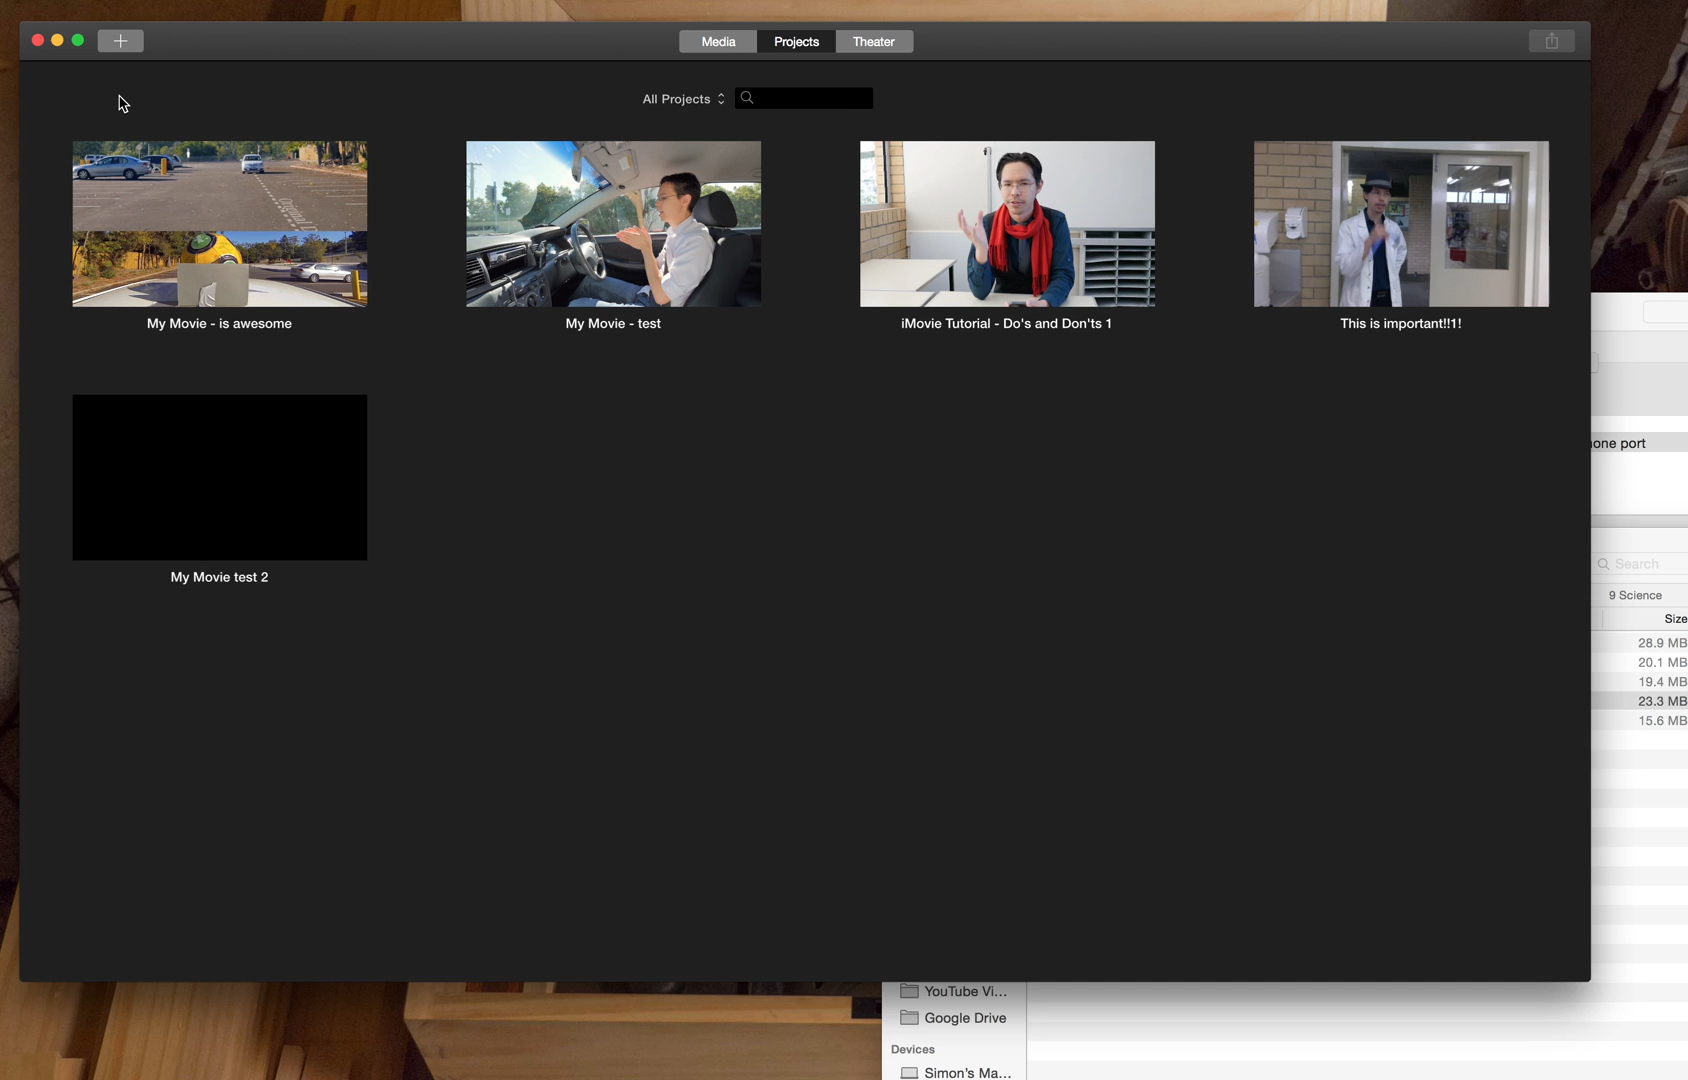 Media
Projects
Theater
All Projects
My Movie - is awesome
My Movie - test
iMovie Tutorial - Do's and Don'ts 1
This is important!!1!
My Movie test 2
one port
Search
9 Science
Size
28.9 MB
20.1 MB
19.4 MB
23.3 MB
15.6 MB
YouTube Vi...
Google Drive
Devices
Simon's Ma...